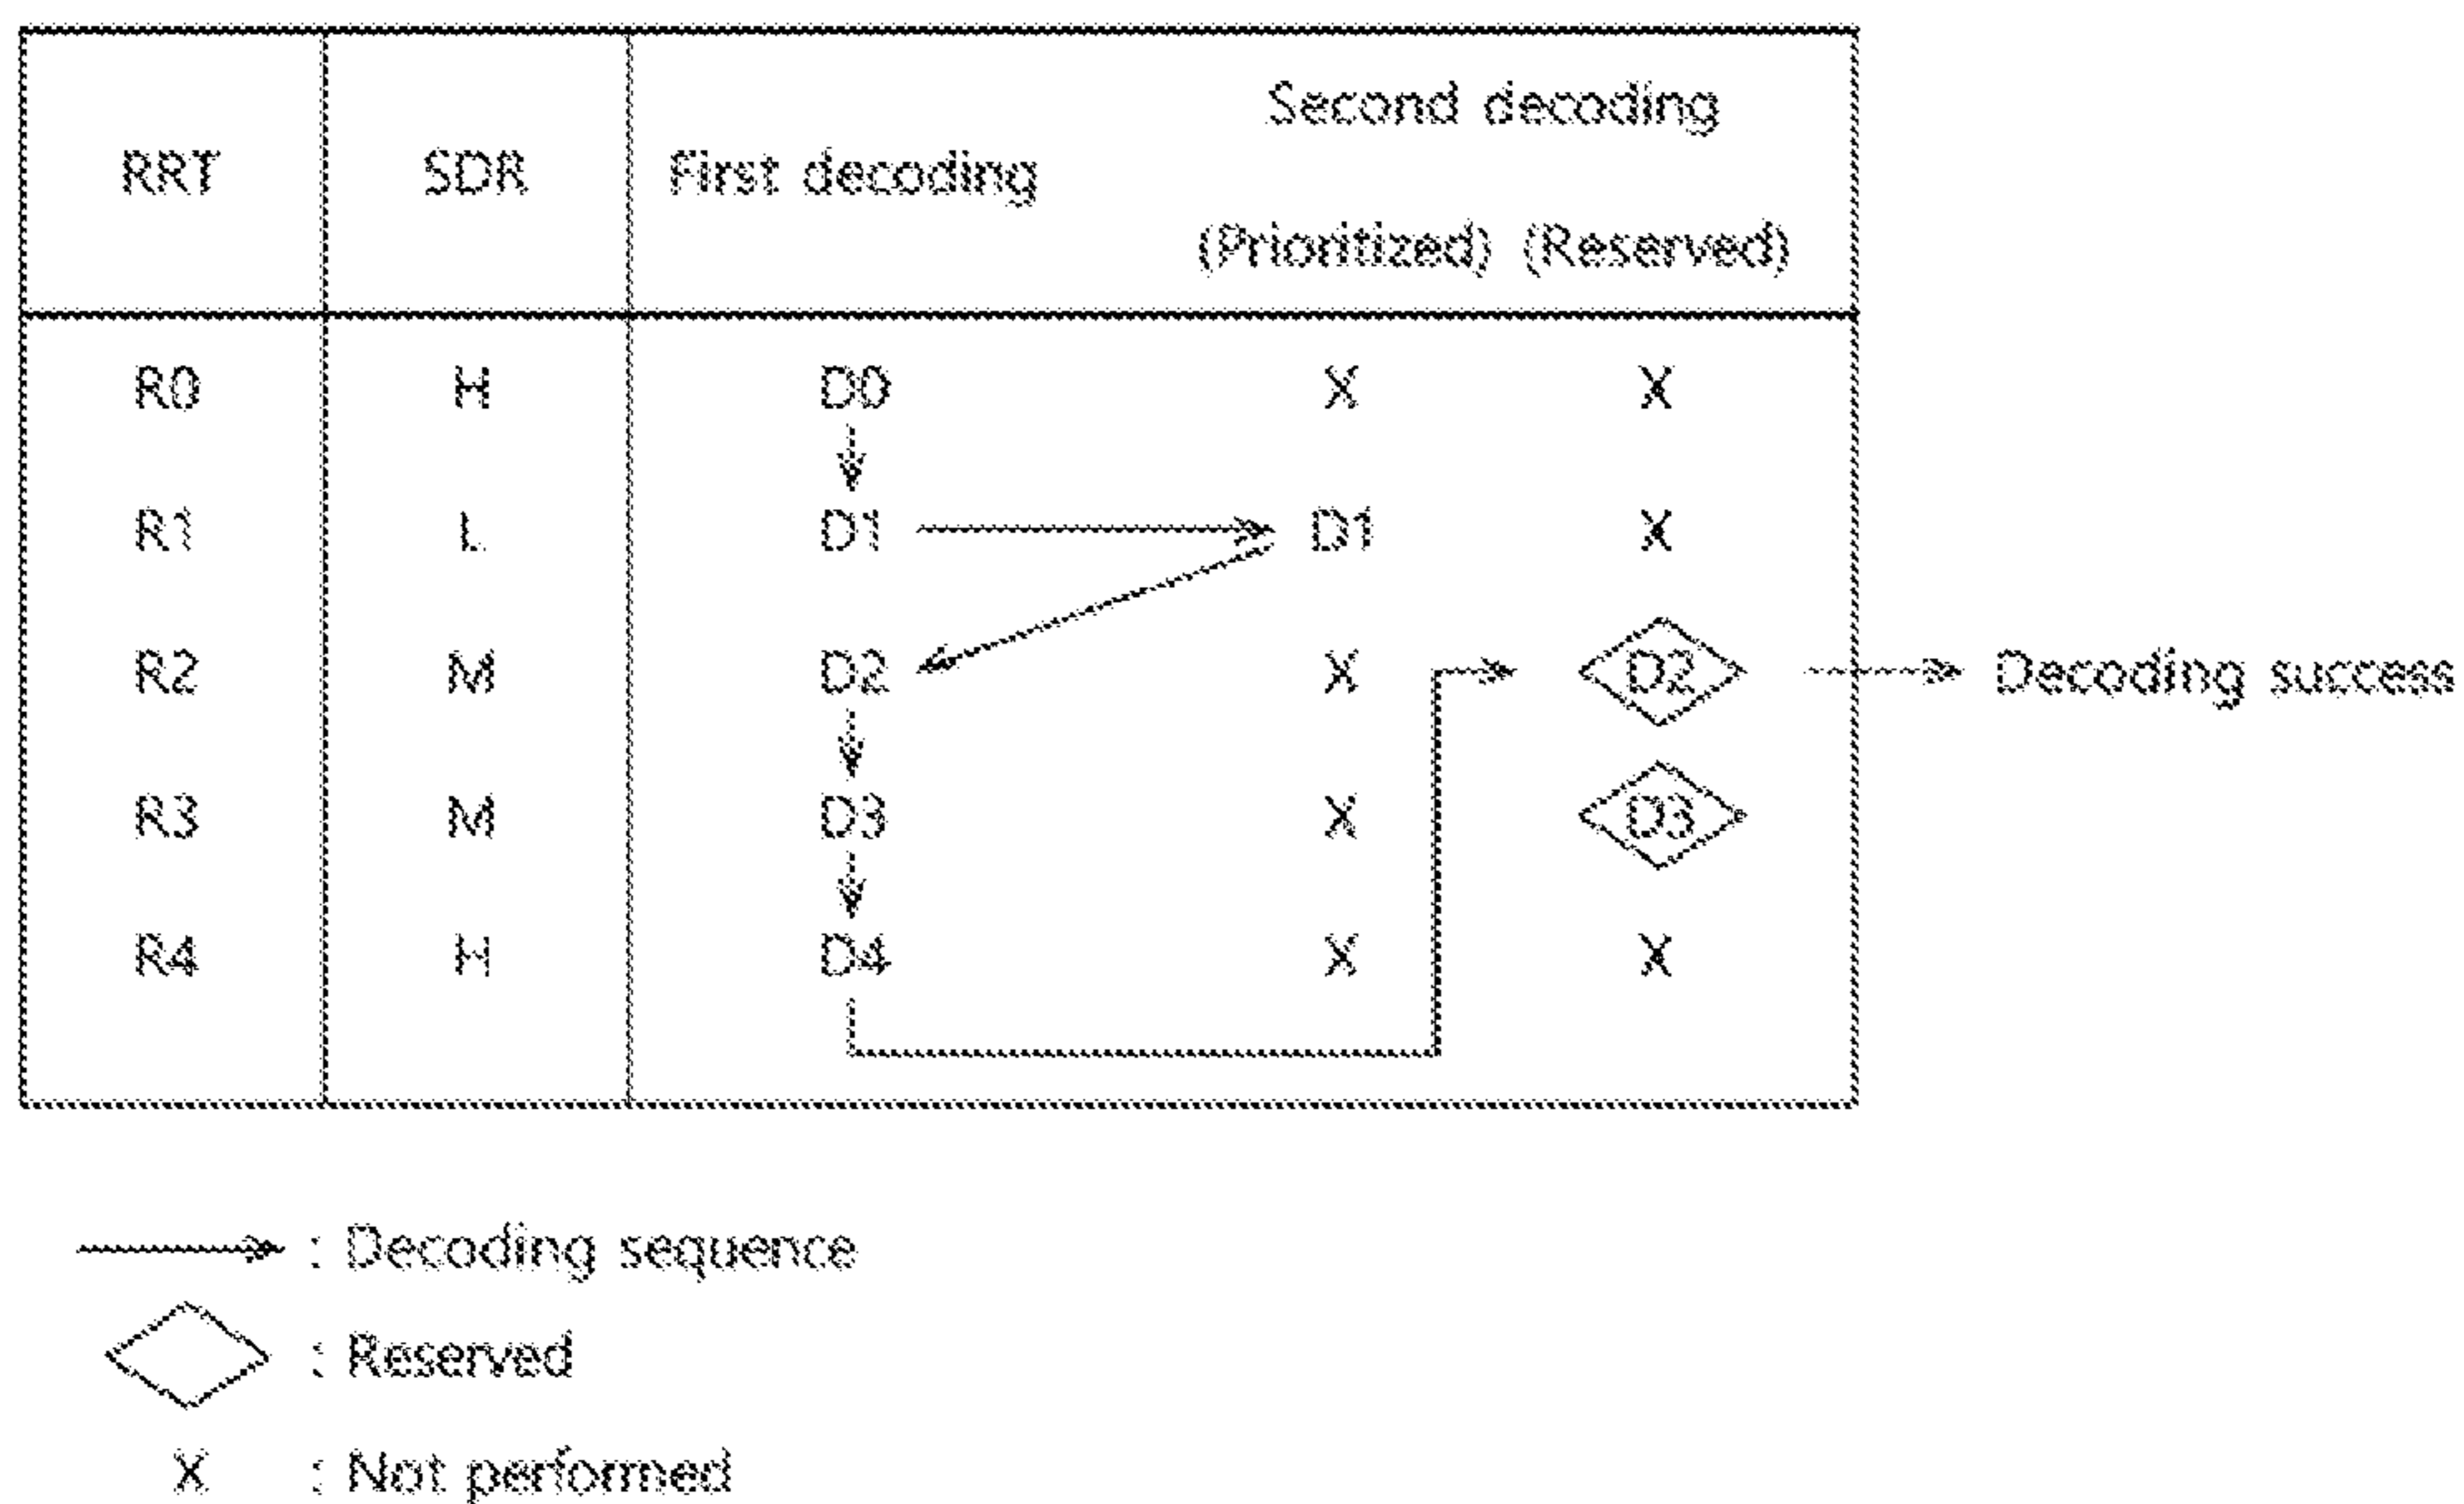 RRT SDR First decoding Second decoding
(Prioritized) (Reserved)
R0 H D0 X X
R1 L D1 D1 X
R2 M D2 X D2 Decoding success
R3 M D3 X D3
R4 H D4 X X
: Decoding sequence
: Reserved
X : Not performed